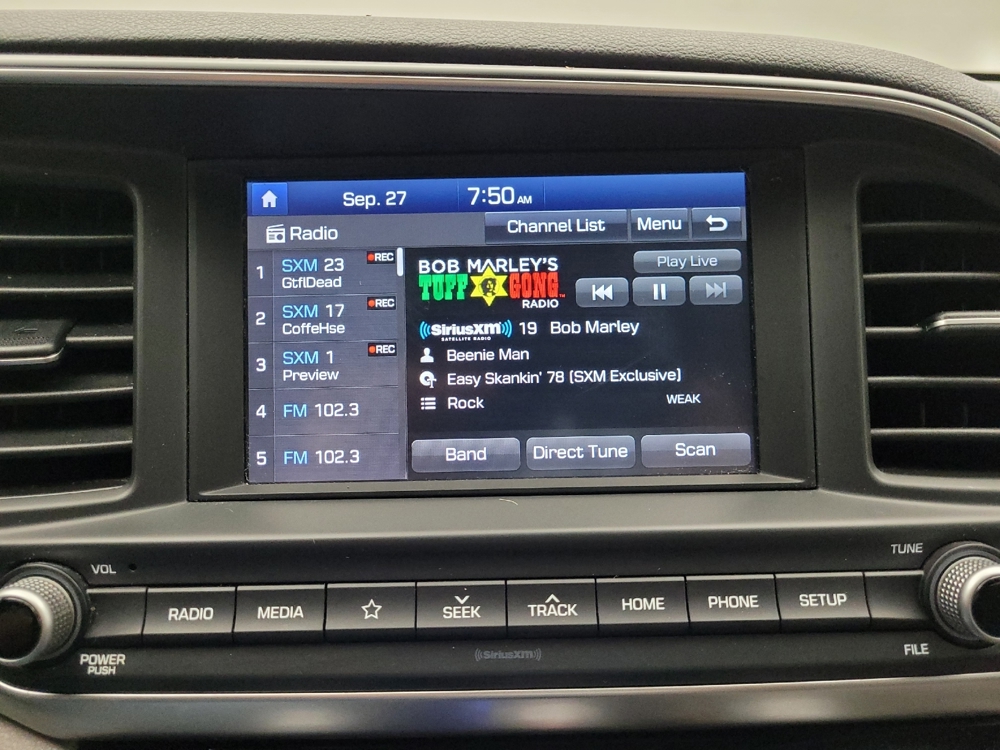 Sep. 27 7:50 AM
Radio
Channel List Menu
1 SXM 23 REC
GtflDead
2 SXM 17 REC
CoffeHse
3 SXM 1 REC
Preview
4 FM 102.3
5 FM 102.3
BOB MARLEY'S
TUFF GONG
RADIO
TM
Play Live
((SiriusXM)) 19 Bob Marley
SATELLITE RADIO
Beenie Man
Easy Skankin' 78 (SXM Exclusive)
Rock
WEAK
Band Direct Tune Scan
VOL
TUNE
RADIO MEDIA SEEK TRACK HOME PHONE SETUP
POWER
PUSH
((SiriusXM))
FILE